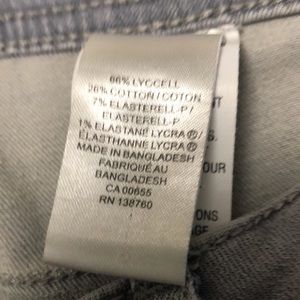 66% LYOCELL
26% COTTON / COTON
7% ELASTERELL-P /
ELASTERELL-P
1% ELASTANE LYCRA® /
ÉLASTHANNE LYCRA®
MADE IN BANGLADESH
FABRIQUÉ AU
BANGLADESH
CA 00655
RN 138760
OUR